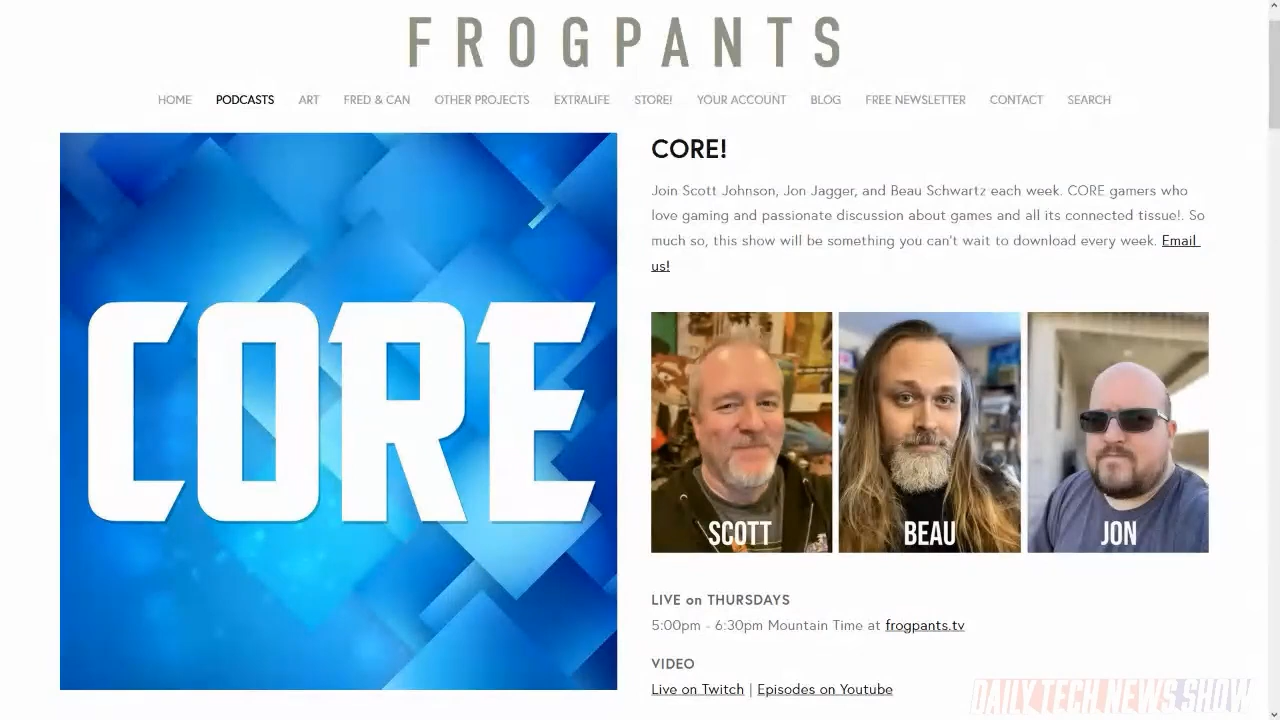 FROGPANTS
HOME PODCASTS ART FRED & CAN OTHER PROJECTS EXTRALIFE STORE! YOUR ACCOUNT BLOG FREE NEWSLETTER CONTACT SEARCH
CORE
CORE!
Join Scott Johnson, Jon Jagger, and Beau Schwartz each week. CORE gamers who
love gaming and passionate discussion about games and all its connected tissue!. So
much so, this show will be something you can't wait to download every week. Email
us!
SCOTT BEAU JON
LIVE on THURSDAYS
5:00pm - 6:30pm Mountain Time at frogpants.tv
VIDEO
Live on Twitch | Episodes on Youtube
DAILY TECH NEWS SHOW